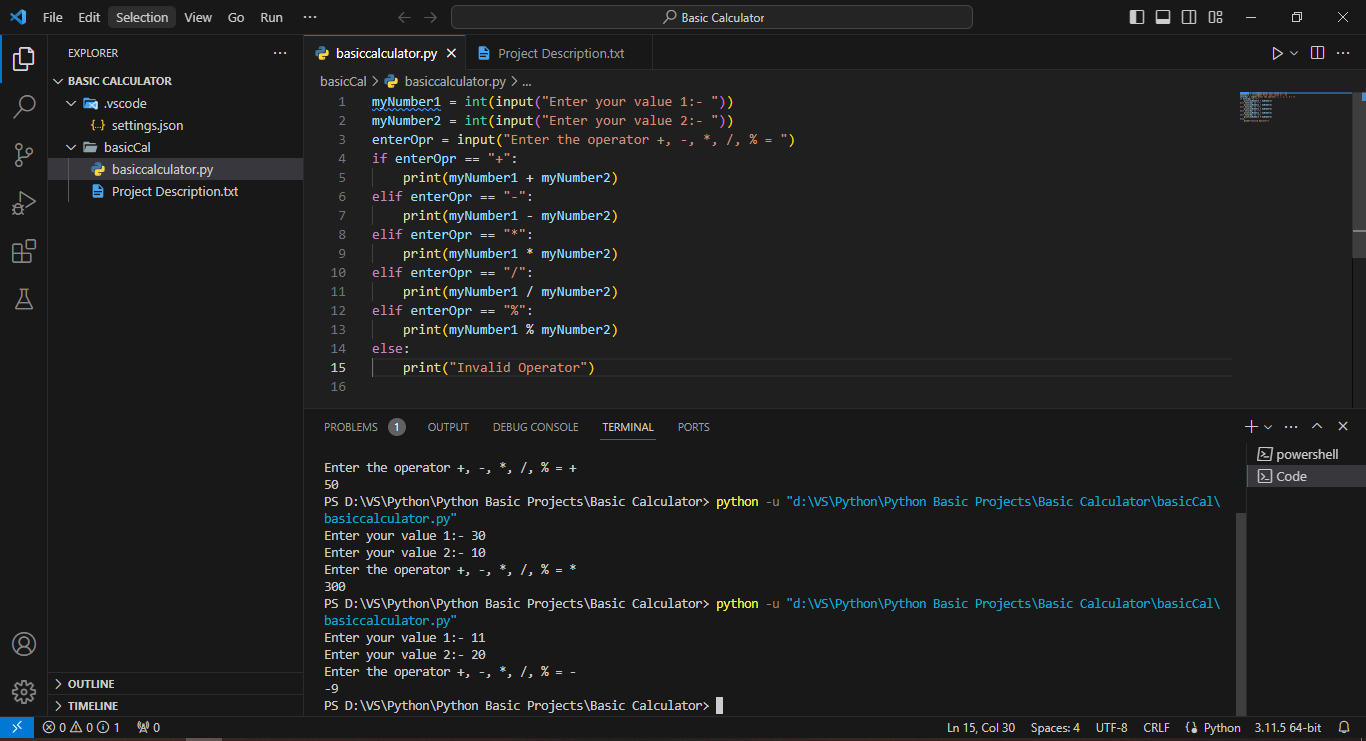 File Edit Selection View Go Run ···
Basic Calculator
EXPLORER ···
BASIC CALCULATOR
.vscode
{..} settings.json
basicCal
basiccalculator.py
Project Description.txt
OUTLINE
TIMELINE
basiccalculator.py Project Description.txt
basicCal > basiccalculator.py > ...
1 myNumber1 = int(input("Enter your value 1:- "))
2 myNumber2 = int(input("Enter your value 2:- "))
3 enterOpr = input("Enter the operator +, -, *, /, % = ")
4 if enterOpr == "+":
5     print(myNumber1 + myNumber2)
6 elif enterOpr == "-":
7     print(myNumber1 - myNumber2)
8 elif enterOpr == "*":
9     print(myNumber1 * myNumber2)
10 elif enterOpr == "/":
11     print(myNumber1 / myNumber2)
12 elif enterOpr == "%":
13     print(myNumber1 % myNumber2)
14 else:
15     print("Invalid Operator")
16
PROBLEMS 1 OUTPUT DEBUG CONSOLE TERMINAL PORTS
Enter the operator +, -, *, /, % = +
50
PS D:\VS\Python\Python Basic Projects\Basic Calculator> python -u "d:\VS\Python\Python Basic Projects\Basic Calculator\basicCal\
basiccalculator.py"
Enter your value 1:- 30
Enter your value 2:- 10
Enter the operator +, -, *, /, % = *
300
PS D:\VS\Python\Python Basic Projects\Basic Calculator> python -u "d:\VS\Python\Python Basic Projects\Basic Calculator\basicCal\
basiccalculator.py"
Enter your value 1:- 11
Enter your value 2:- 20
Enter the operator +, -, *, /, % = -
-9
PS D:\VS\Python\Python Basic Projects\Basic Calculator>
powershell
Code
0 0 1 0 Ln 15, Col 30 Spaces: 4 UTF-8 CRLF Python 3.11.5 64-bit